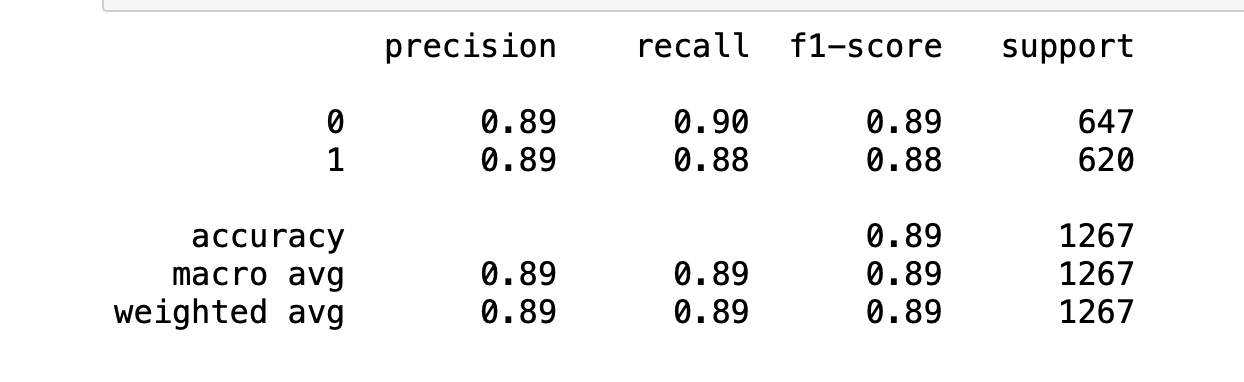 precision recall f1-score support
0 0.89 0.90 0.89 647
1 0.89 0.88 0.88 620
accuracy 0.89 1267
macro avg 0.89 0.89 0.89 1267
weighted avg 0.89 0.89 0.89 1267